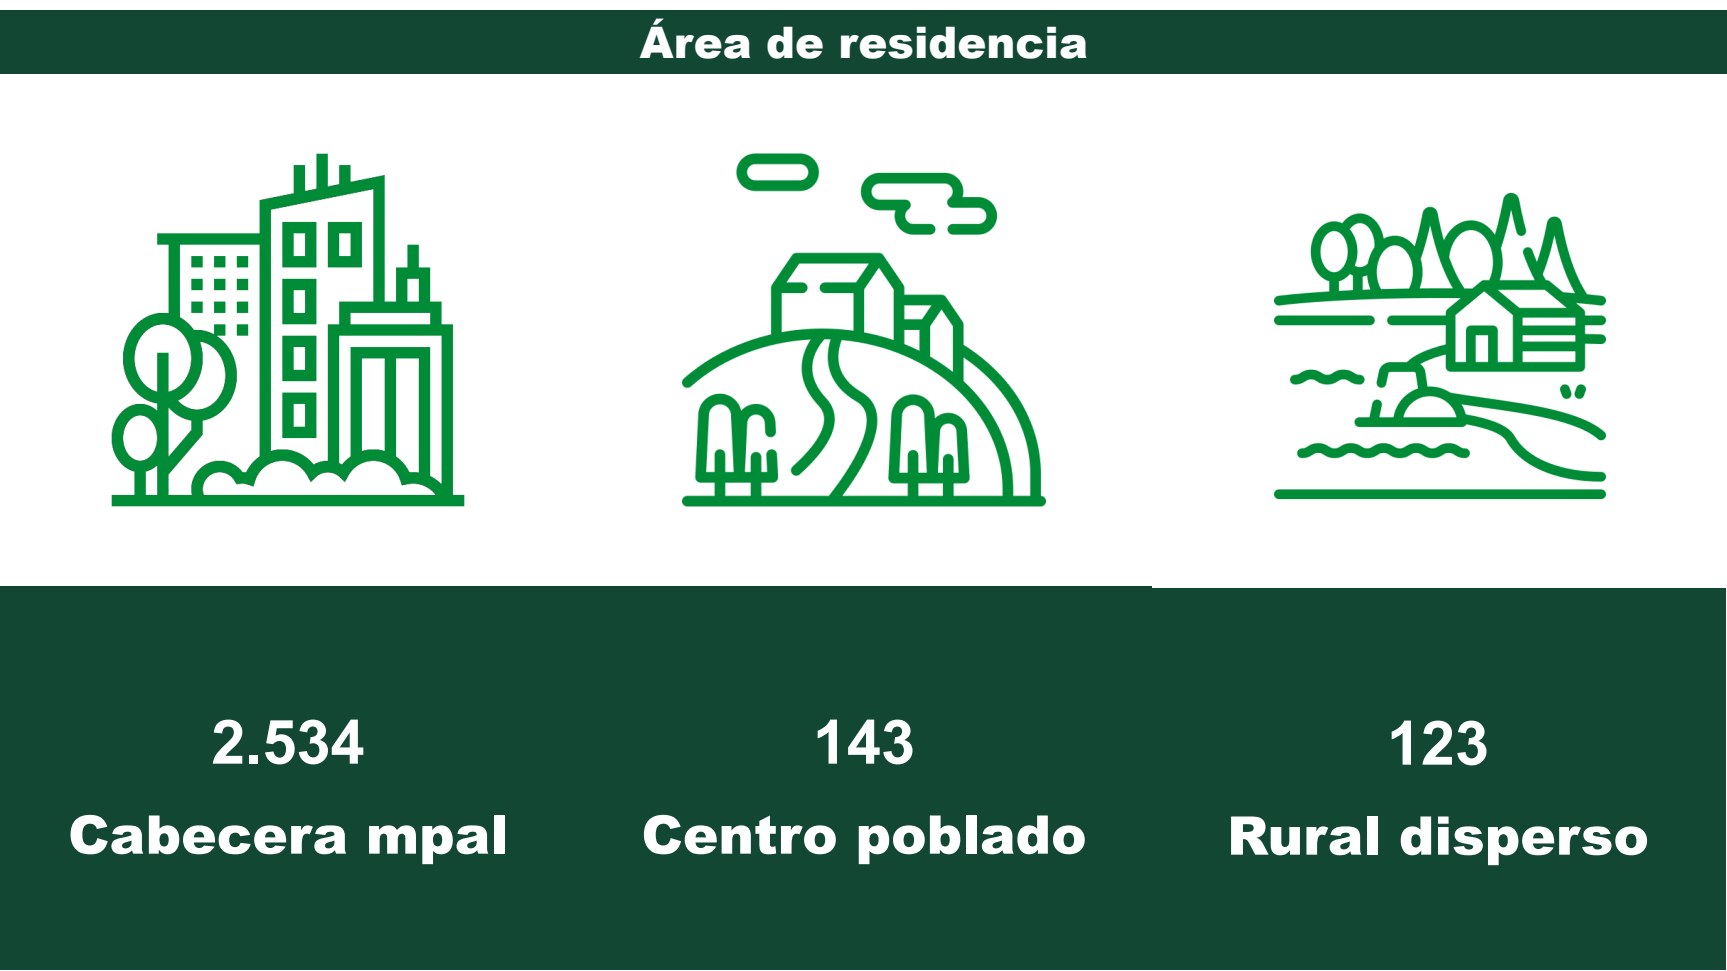 Área de residencia
2.534
143
123
Cabecera mpal
Centro poblado
Rural disperso